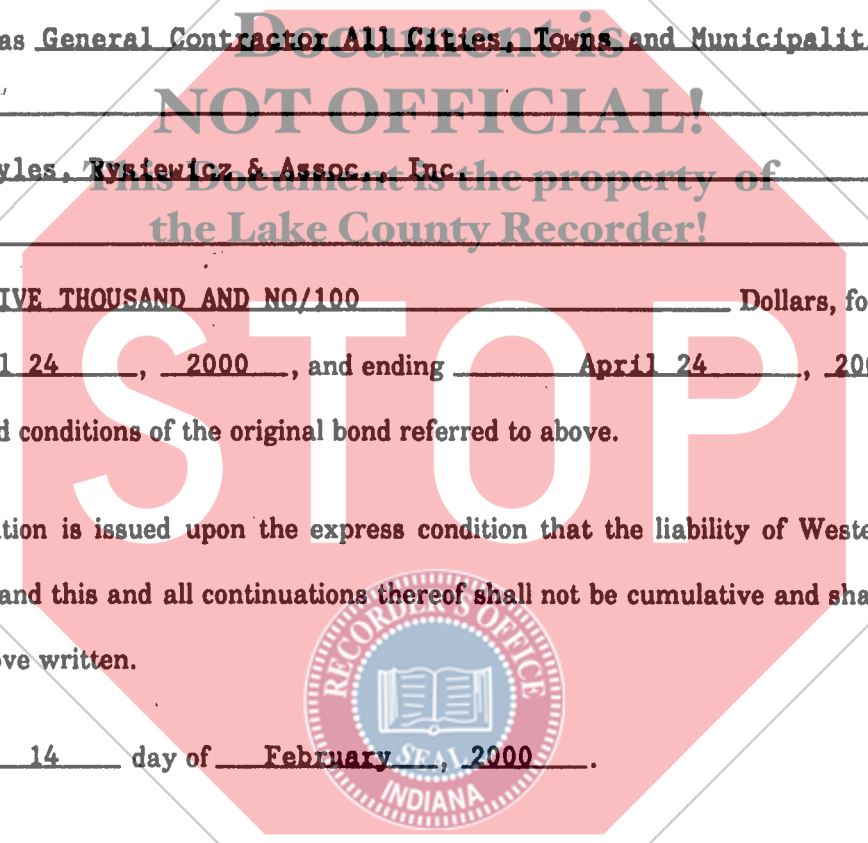 Document is
as General Contractor All Cities, Towns and Municipalit
NOT OFFICIAL!
yles, Rysiewicz & Assoc., Inc.
This Document is the property of
the Lake County Recorder!
IVE THOUSAND AND NO/100 Dollars, fo
l 24, 2000, and ending April 24, 200
d conditions of the original bond referred to above.
STOP
tion is issued upon the express condition that the liability of Weste
and this and all continuations thereof shall not be cumulative and sha
ve written.
14 day of February, 2000.
RECORDER'S OFFICE
SEAL
INDIANA